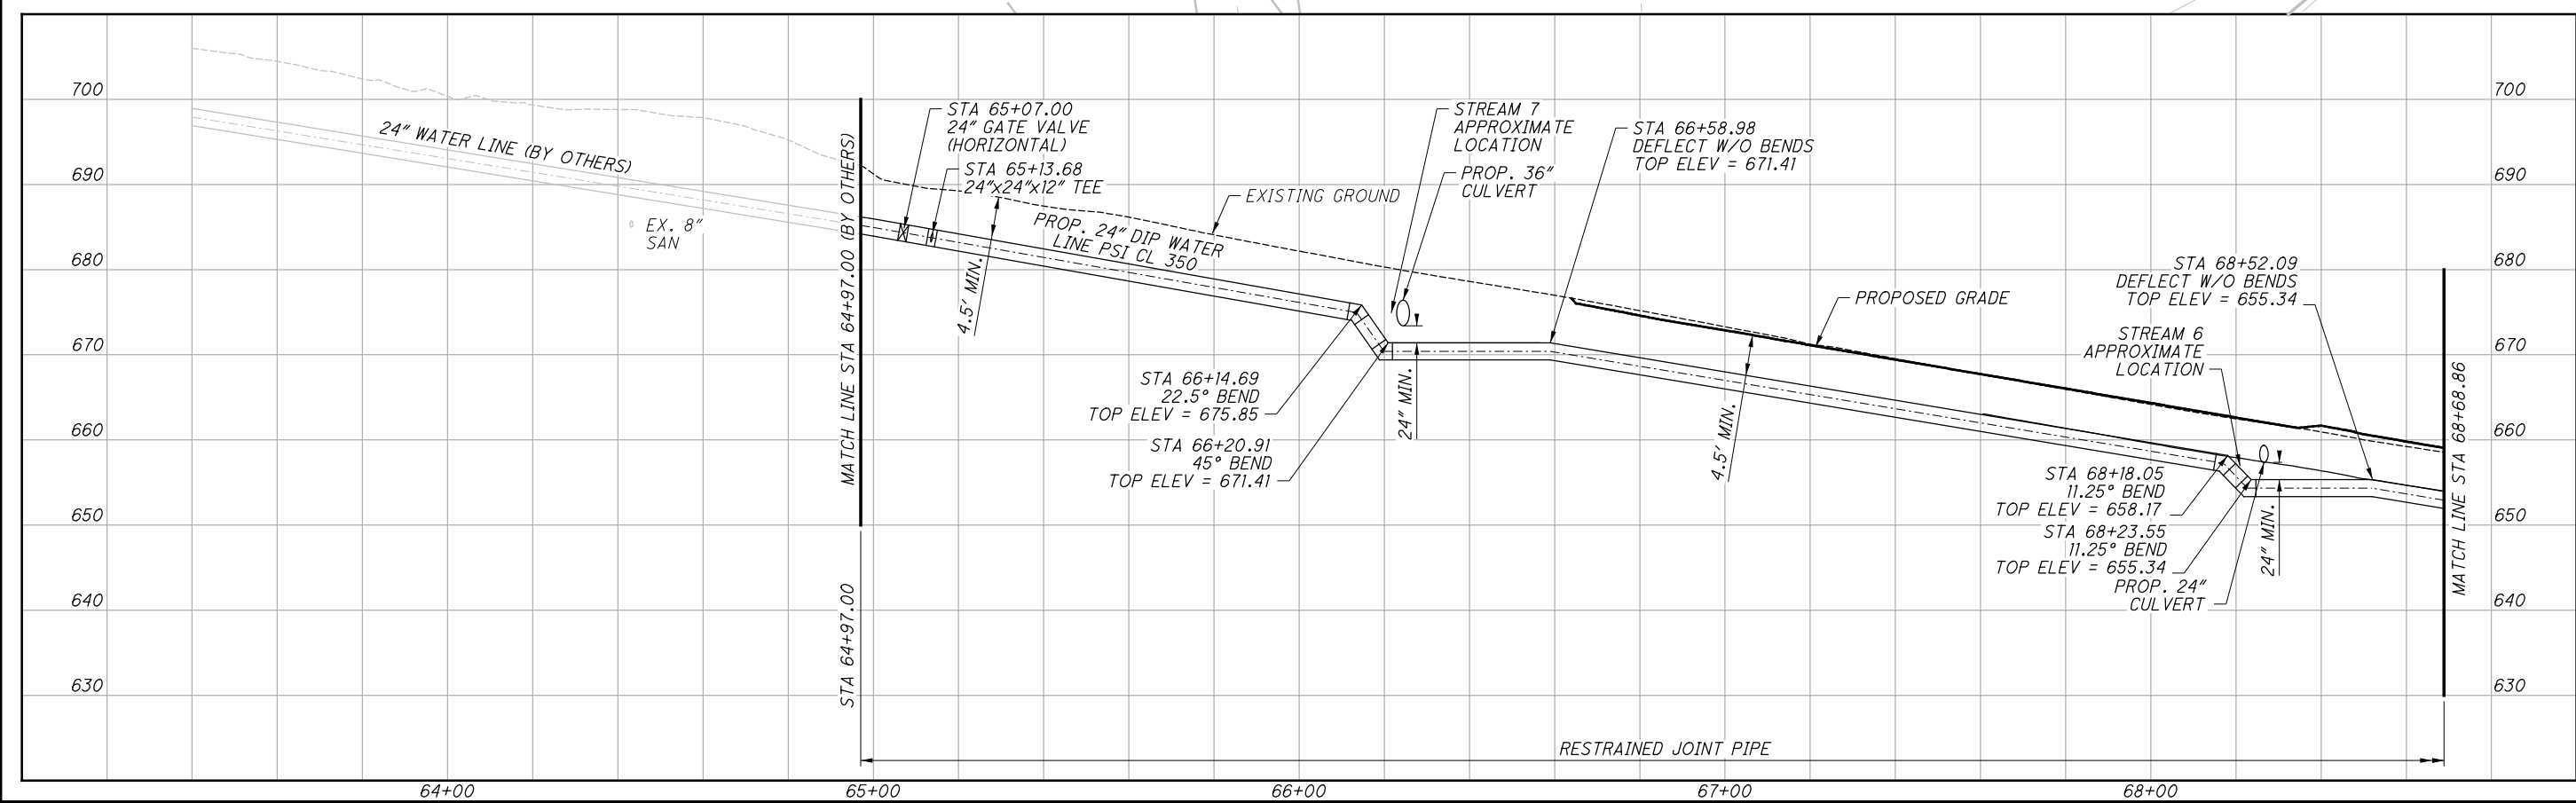 700
690
680
670
660
650
640
630
24" WATER LINE (BY OTHERS)
EX. 8"
SAN
MATCH LINE STA 64+97.00 (BY OTHERS)
STA 64+97.00
STA 65+07.00
24" GATE VALVE
(HORIZONTAL)
STA 65+13.68
24"x24"x12" TEE
4.5' MIN.
PROP. 24" DIP WATER
LINE PSI CL 350
EXISTING GROUND
STREAM 7
APPROXIMATE
LOCATION
PROP. 36"
CULVERT
STA 66+58.98
DEFLECT W/O BENDS
TOP ELEV = 671.41
STA 66+14.69
22.5° BEND
TOP ELEV = 675.85
STA 66+20.91
45° BEND
TOP ELEV = 671.41
24" MIN.
4.5' MIN.
PROPOSED GRADE
STA 68+52.09
DEFLECT W/O BENDS
TOP ELEV = 655.34
STREAM 6
APPROXIMATE
LOCATION
STA 68+18.05
11.25° BEND
TOP ELEV = 658.17
STA 68+23.55
11.25° BEND
TOP ELEV = 655.34
PROP. 24"
CULVERT
24" MIN.
MATCH LINE STA 68+68.86
700
690
680
670
660
650
640
630
RESTRAINED JOINT PIPE
64+00
65+00
66+00
67+00
68+00